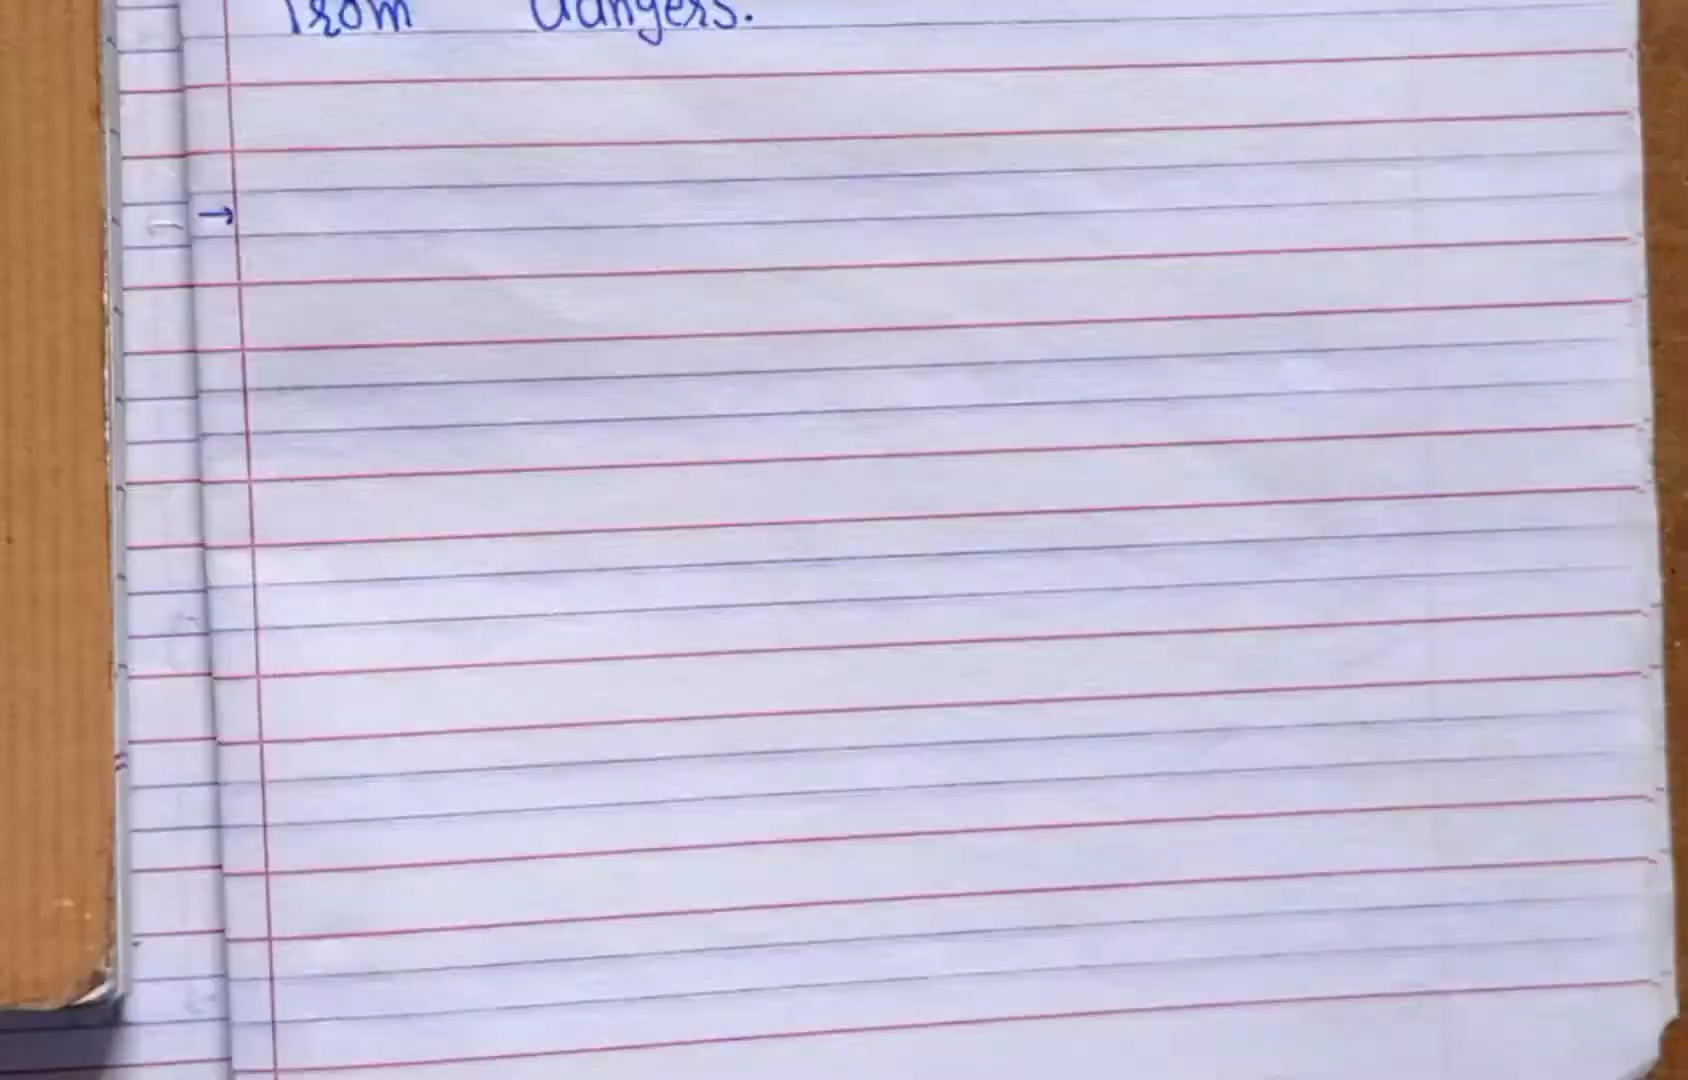 from dangers.
→